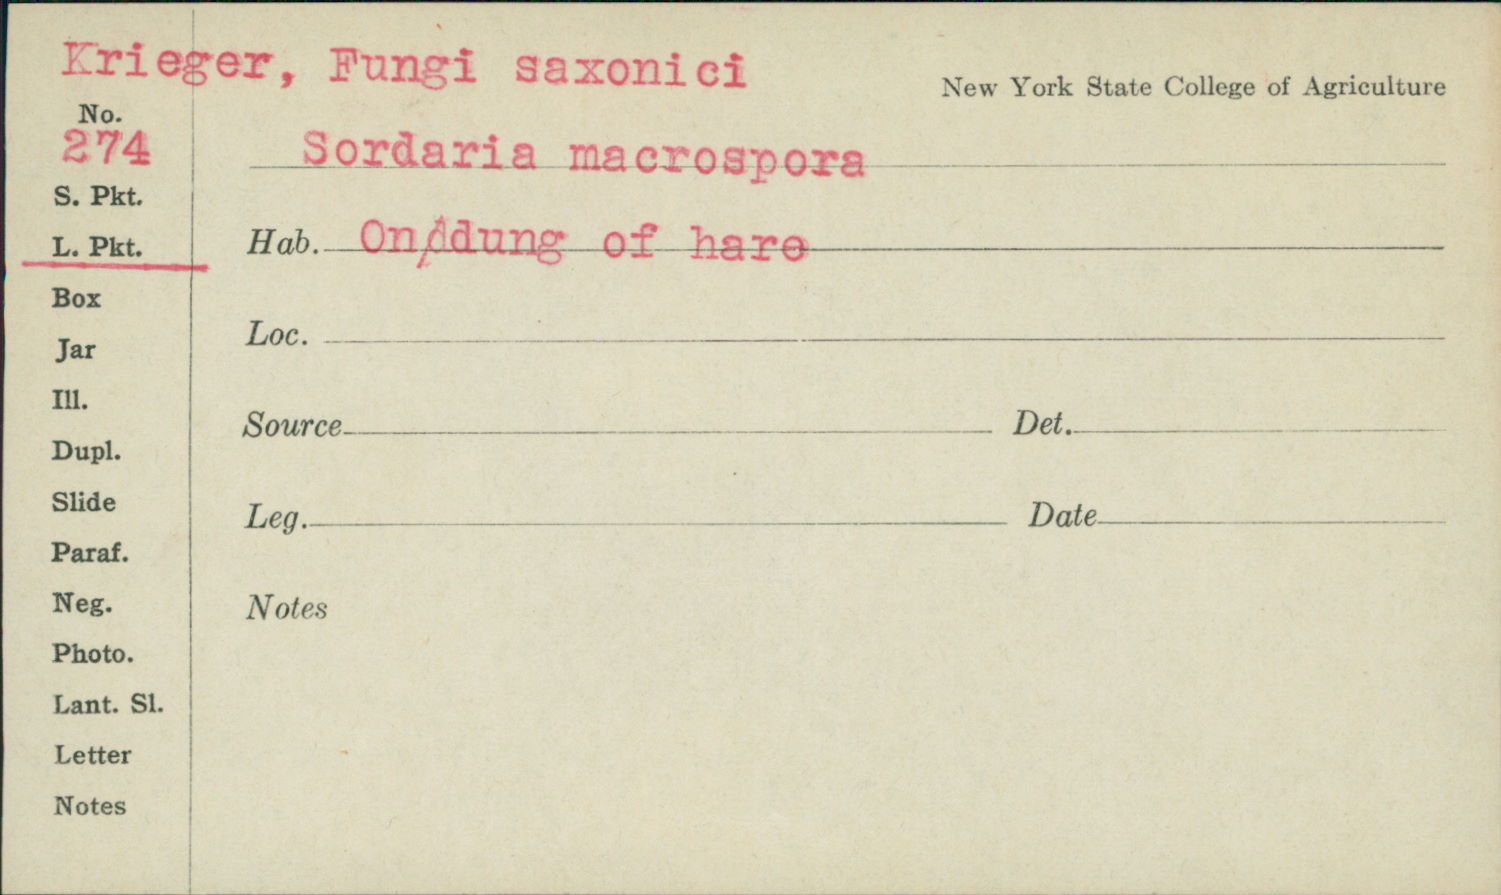 Krieger, Fungi saxonici
New York State College of Agriculture
No.
274
Sordaria macrospora
S. Pkt.
L. Pkt.
Hab. On dung of hare
Box
Loc.
Jar
Ill.
Source
Det.
Dupl.
Slide
Leg.
Date
Paraf.
Neg.
Notes
Photo.
Lant. Sl.
Letter
Notes